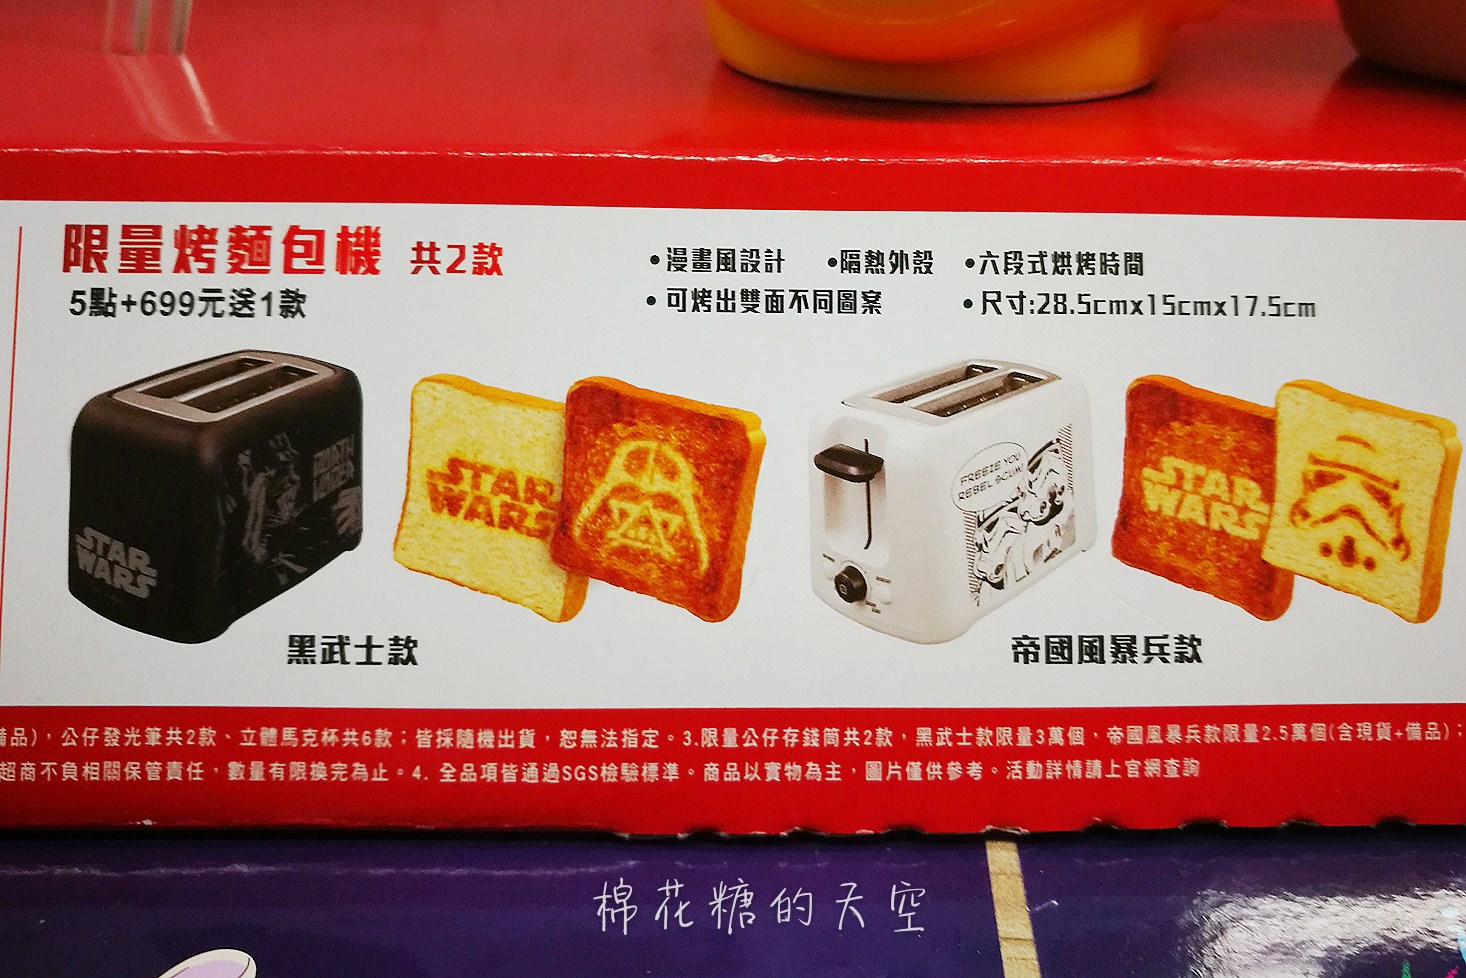 限量烤麵包機 共2款
5點+699元送1款
•漫畫風設計 •隔熱外殼 •六段式烘烤時間
•可烤出雙面不同圖案 •尺寸:28.5cmx15cmx17.5cm
STAR
WARS
DARTH
VADER
STAR
WARS
FREEZE YOU
REBEL SCUM!
STAR
WARS
黑武士款
帝國風暴兵款
備品)，公仔發光筆共2款、立體馬克杯共6款；皆採隨機出貨，恕無法指定。3.限量公仔存錢筒共2款，黑武士款限量3萬個，帝國風暴兵款限量2.5萬個(含現貨+備品)；
超商不負相關保管責任，數量有限換完為止。4. 全品項皆通過SGS檢驗標準。商品以實物為主，圖片僅供參考。活動詳情請上官網查詢
棉花糖的天空